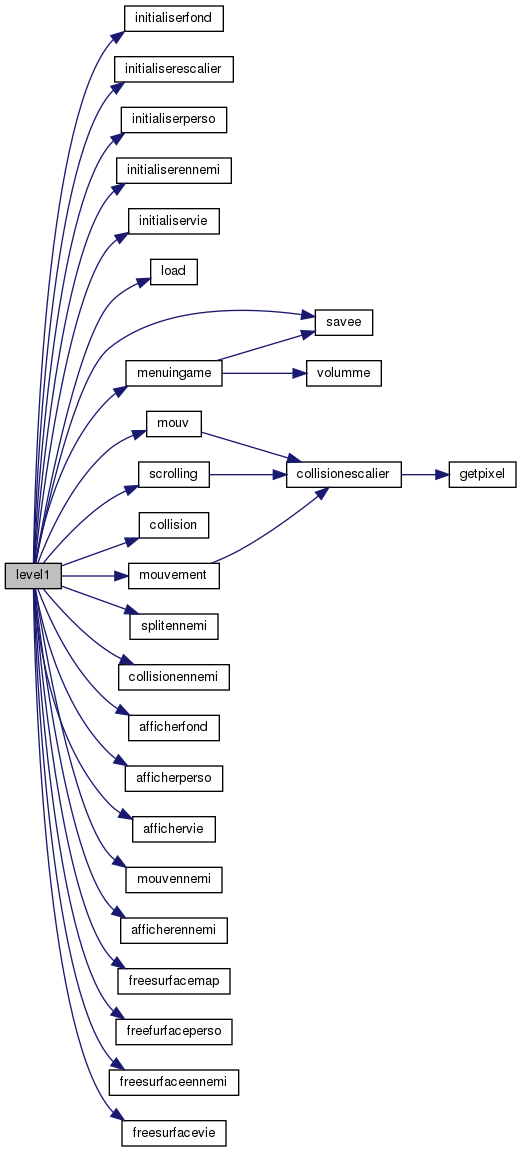 initialiserfond
initialiserescalier
initialiserperso
initialiserennemi
initialiservie
load
savee
menuingame
volumme
mouv
scrolling
collisionescalier
getpixel
collision
level1
mouvement
splitennemi
collisionennemi
afficherfond
afficherperso
affichervie
mouvennemi
afficherennemi
freesurfacemap
freefurfaceperso
freesurfaceennemi
freesurfacevie